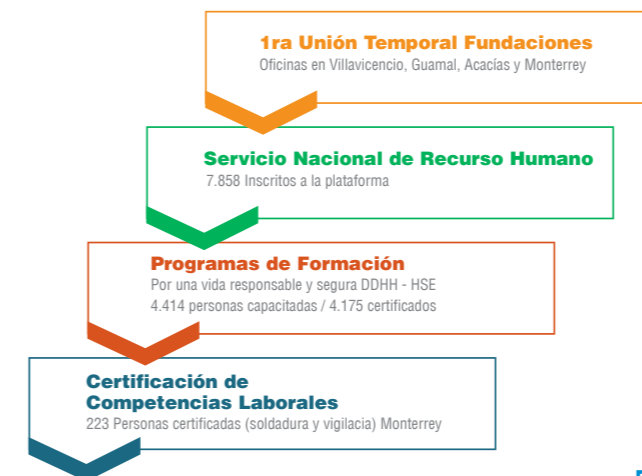 1ra Unión Temporal Fundaciones
Oficinas en Villavicencio, Guamal, Acacías y Monterrey
Servicio Nacional de Recurso Humano
7.858 Inscritos a la plataforma
Programas de Formación
Por una vida responsable y segura DDHH - HSE
4.414 personas capacitadas / 4.175 certificados
Certificación de
Competencias Laborales
223 Personas certificadas (soldadura y vigilacia) Monterrey